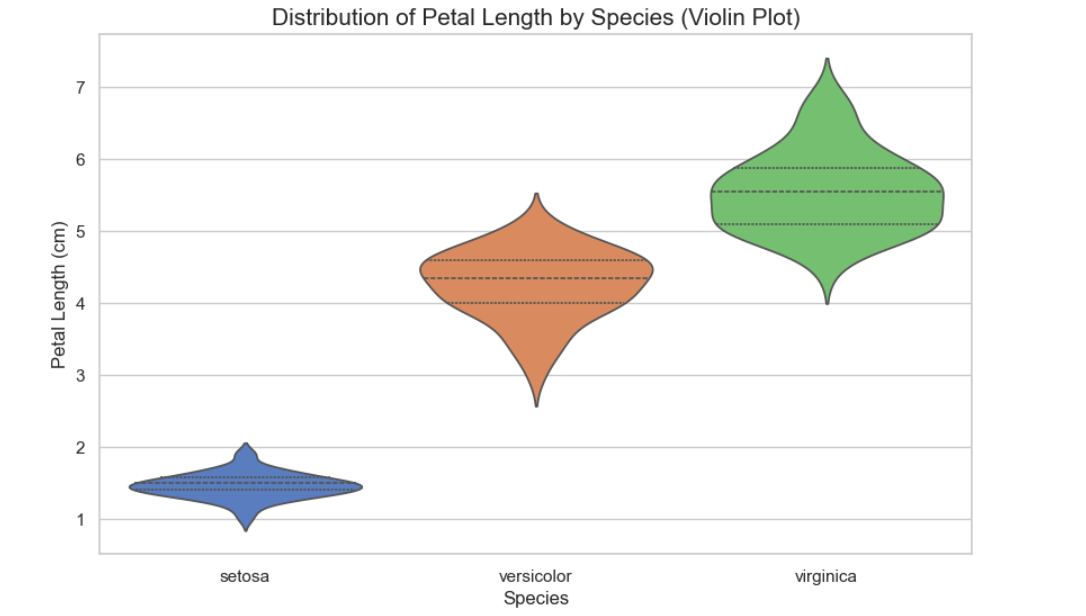 Distribution of Petal Length by Species (Violin Plot)
7
6
5
4
3
2
1
Petal Length (cm)
setosa versicolor virginica
Species